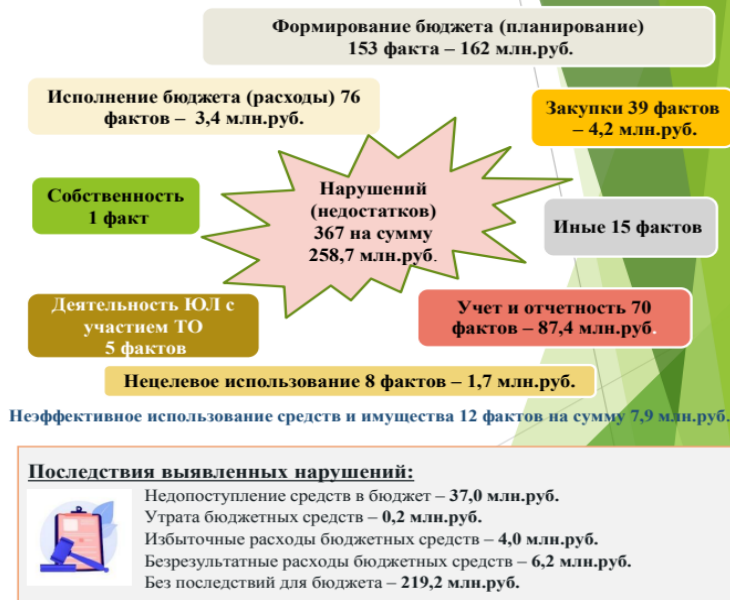 Формирование бюджета (планирование)
153 факта – 162 млн.руб.
Исполнение бюджета (расходы) 76
фактов – 3,4 млн.руб.
Закупки 39 фактов
– 4,2 млн.руб.
Собственность
1 факт
Нарушений
(недостатков)
367 на сумму
258,7 млн.руб.
Иные 15 фактов
Деятельность ЮЛ с
участием ТО
5 фактов
Учет и отчетность 70
фактов – 87,4 млн.руб.
Нецелевое использование 8 фактов – 1,7 млн.руб.
Неэффективное использование средств и имущества 12 фактов на сумму 7,9 млн.руб.
Последствия выявленных нарушений:
Недопоступление средств в бюджет – 37,0 млн.руб.
Утрата бюджетных средств – 0,2 млн.руб.
Избыточные расходы бюджетных средств – 4,0 млн.руб.
Безрезультатные расходы бюджетных средств – 6,2 млн.руб.
Без последствий для бюджета – 219,2 млн.руб.